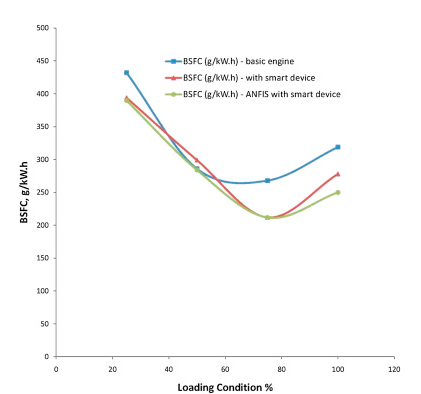 500
450
400
350
300
250
200
150
100
50
0
BSFC, g/kW.h
BSFC (g/kW.h) - basic engine
BSFC (g/kW.h) - with smart device
BSFC (g/kW.h) - ANFIS with smart device
0 20 40 60 80 100 120
Loading Condition %